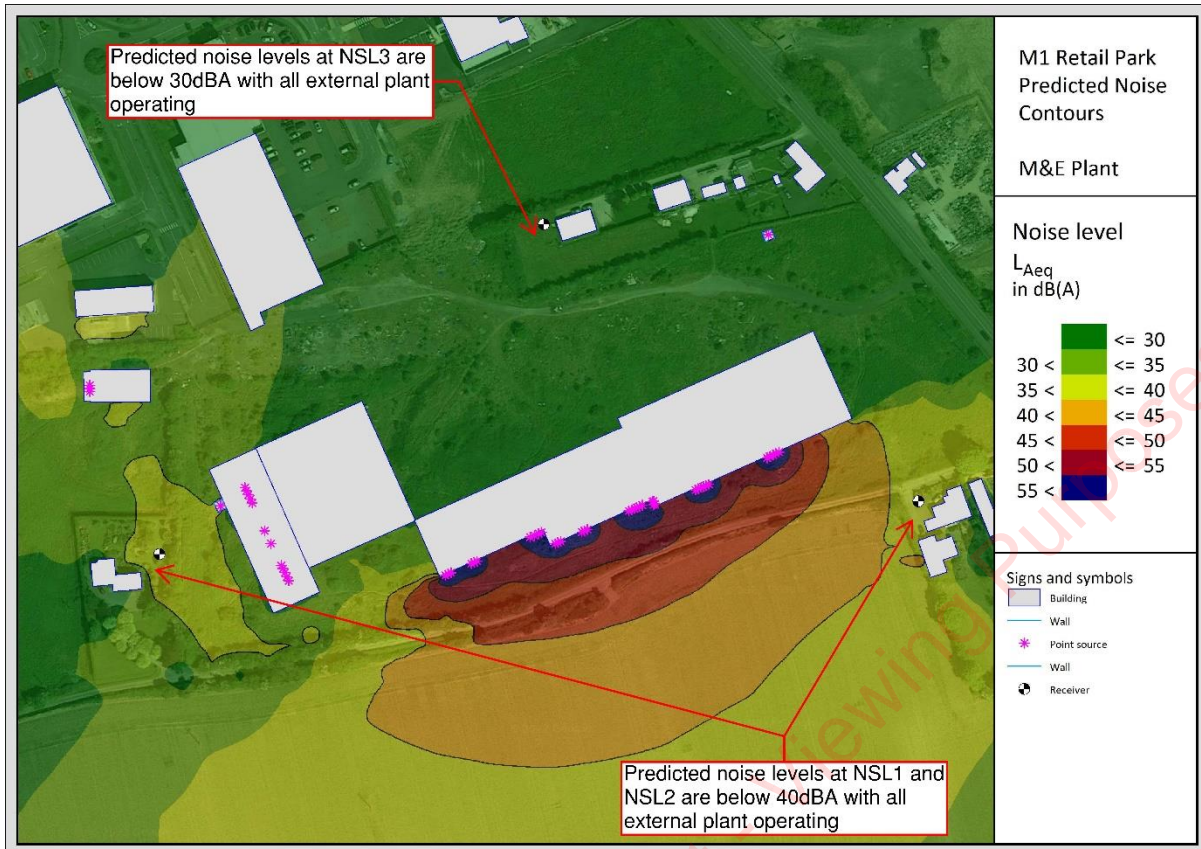 Predicted noise levels at NSL3 are
below 30dBA with all external plant
operating
M1 Retail Park
Predicted Noise
Contours
M&E Plant
Noise level
LAeq
in dB(A)
<= 30
30 < <= 35
35 < <= 40
40 < <= 45
45 < <= 50
50 < <= 55
55 <
Signs and symbols
Building
Wall
Point source
Wall
Receiver
Predicted noise levels at NSL1 and
NSL2 are below 40dBA with all
external plant operating
Viewing Purpose